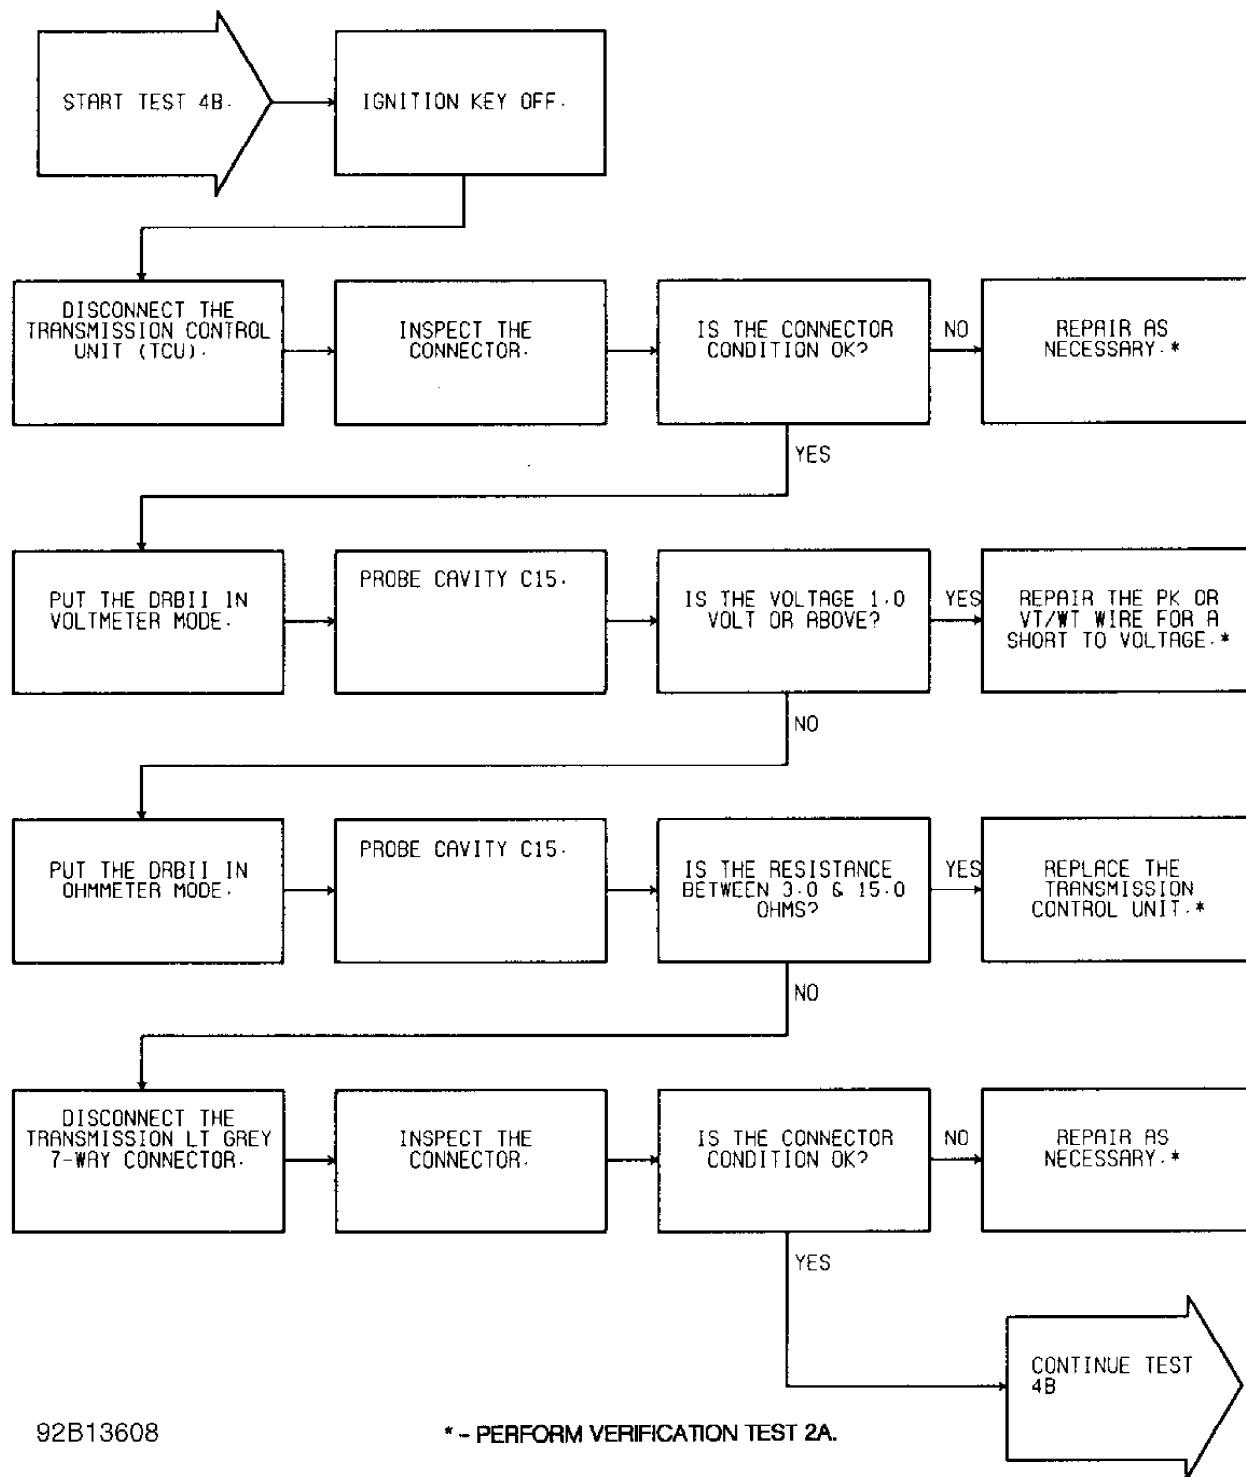 START TEST 4B.
IGNITION KEY OFF.
DISCONNECT THE
TRANSMISSION CONTROL
UNIT (TCU).
INSPECT THE
CONNECTOR.
IS THE CONNECTOR
CONDITION OK?
NO
REPAIR AS
NECESSARY.*
YES
PUT THE DRBII IN
VOLTMETER MODE.
PROBE CAVITY C15.
IS THE VOLTAGE 1.0
VOLT OR ABOVE?
YES
REPAIR THE PK OR
VT/WT WIRE FOR A
SHORT TO VOLTAGE.*
NO
PUT THE DRBII IN
OHMMETER MODE.
PROBE CAVITY C15.
IS THE RESISTANCE
BETWEEN 3.0 & 15.0
OHMS?
YES
REPLACE THE
TRANSMISSION
CONTROL UNIT.*
NO
DISCONNECT THE
TRANSMISSION LT GREY
7-WAY CONNECTOR.
INSPECT THE
CONNECTOR.
IS THE CONNECTOR
CONDITION OK?
NO
REPAIR AS
NECESSARY.*
YES
CONTINUE TEST
4B
92B13608
* - PERFORM VERIFICATION TEST 2A.